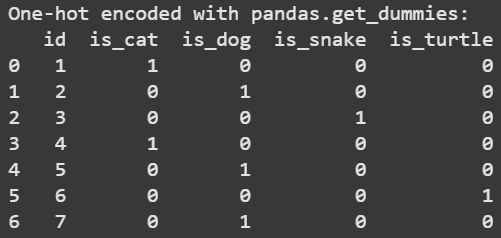 One-hot encoded with pandas.get_dummies:
   id  is_cat  is_dog  is_snake  is_turtle
0   1       1       0         0          0
1   2       0       1         0          0
2   3       0       0         1          0
3   4       1       0         0          0
4   5       0       1         0          0
5   6       0       0         0          1
6   7       0       1         0          0